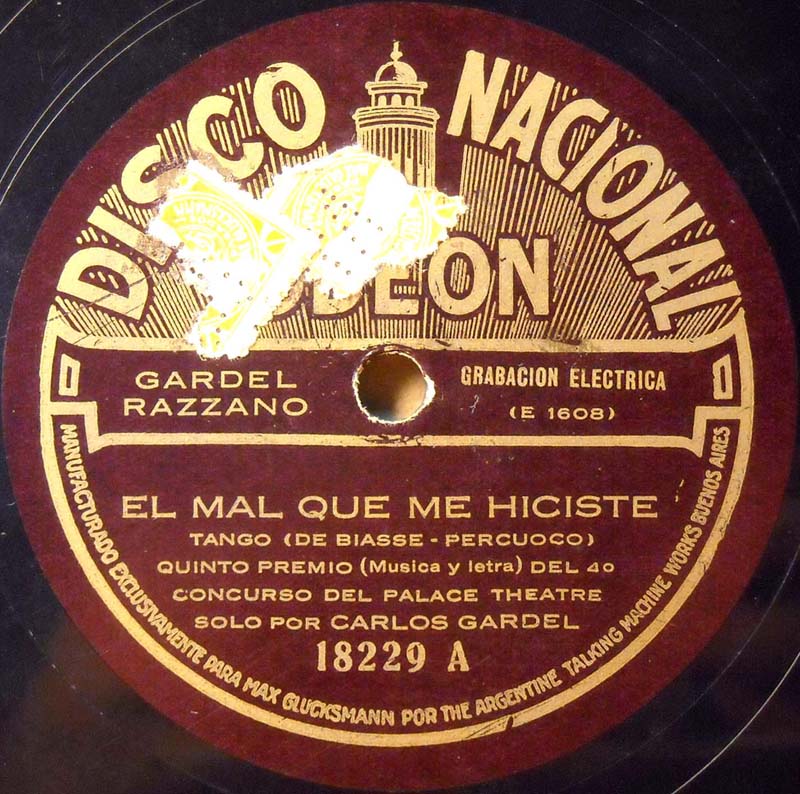 DISCO NACIONAL
ODEON
GARDEL
RAZZANO
GRABACION ELECTRICA
(E 1608)
EL MAL QUE ME HICISTE
TANGO (DE BIASSE - PERCUOCO)
QUINTO PREMIO (Musica y letra) DEL 4o
CONCURSO DEL PALACE THEATRE
SOLO POR CARLOS GARDEL
18229 A
MANUFACTURADO EXCLUSIVAMENTE PARA MAX GLUCKSMANN POR THE ARGENTINE TALKING MACHINE WORKS BUENOS AIRES